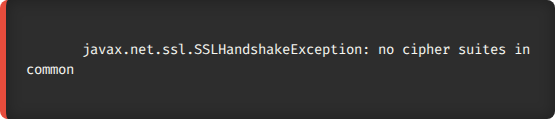 javax.net.ssl.SSLHandshakeException: no cipher suites in
common